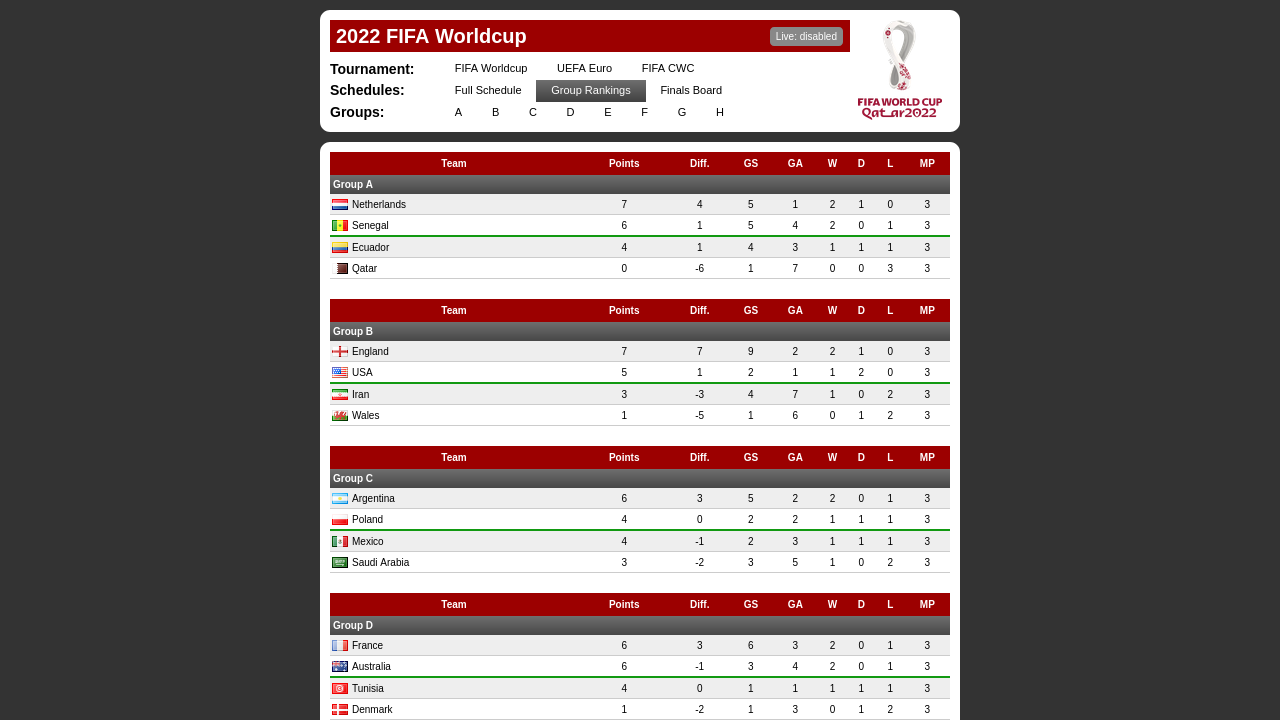 2022 FIFA Worldcup
Live: disabled
Tournament: FIFA Worldcup UEFA Euro FIFA CWC
Schedules: Full Schedule Group Rankings Finals Board
Groups: A B C D E F G H
FIFA WORLD CUP
Qatar2022
Team Points Diff. GS GA W D L MP
Group A
Netherlands 7 4 5 1 2 1 0 3
Senegal 6 1 5 4 2 0 1 3
Ecuador 4 1 4 3 1 1 1 3
Qatar 0 -6 1 7 0 0 3 3
Team Points Diff. GS GA W D L MP
Group B
England 7 7 9 2 2 1 0 3
USA 5 1 2 1 1 2 0 3
Iran 3 -3 4 7 1 0 2 3
Wales 1 -5 1 6 0 1 2 3
Team Points Diff. GS GA W D L MP
Group C
Argentina 6 3 5 2 2 0 1 3
Poland 4 0 2 2 1 1 1 3
Mexico 4 -1 2 3 1 1 1 3
Saudi Arabia 3 -2 3 5 1 0 2 3
Team Points Diff. GS GA W D L MP
Group D
France 6 3 6 3 2 0 1 3
Australia 6 -1 3 4 2 0 1 3
Tunisia 4 0 1 1 1 1 1 3
Denmark 1 -2 1 3 0 1 2 3